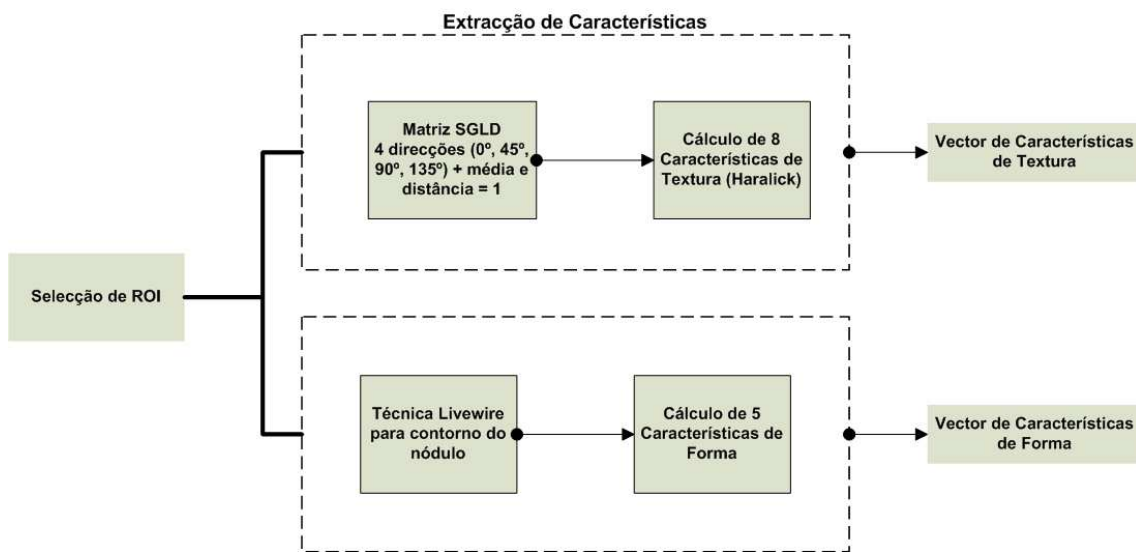 Extracção de Características
Matriz SGLD
4 direcções (0º, 45º,
90º, 135º) + média e
distância = 1
Cálculo de 8
Características de
Textura (Haralick)
Vector de Características
de Textura
Selecção de ROI
Técnica Livewire
para contorno do
nódulo
Cálculo de 5
Características de
Forma
Vector de Características
de Forma